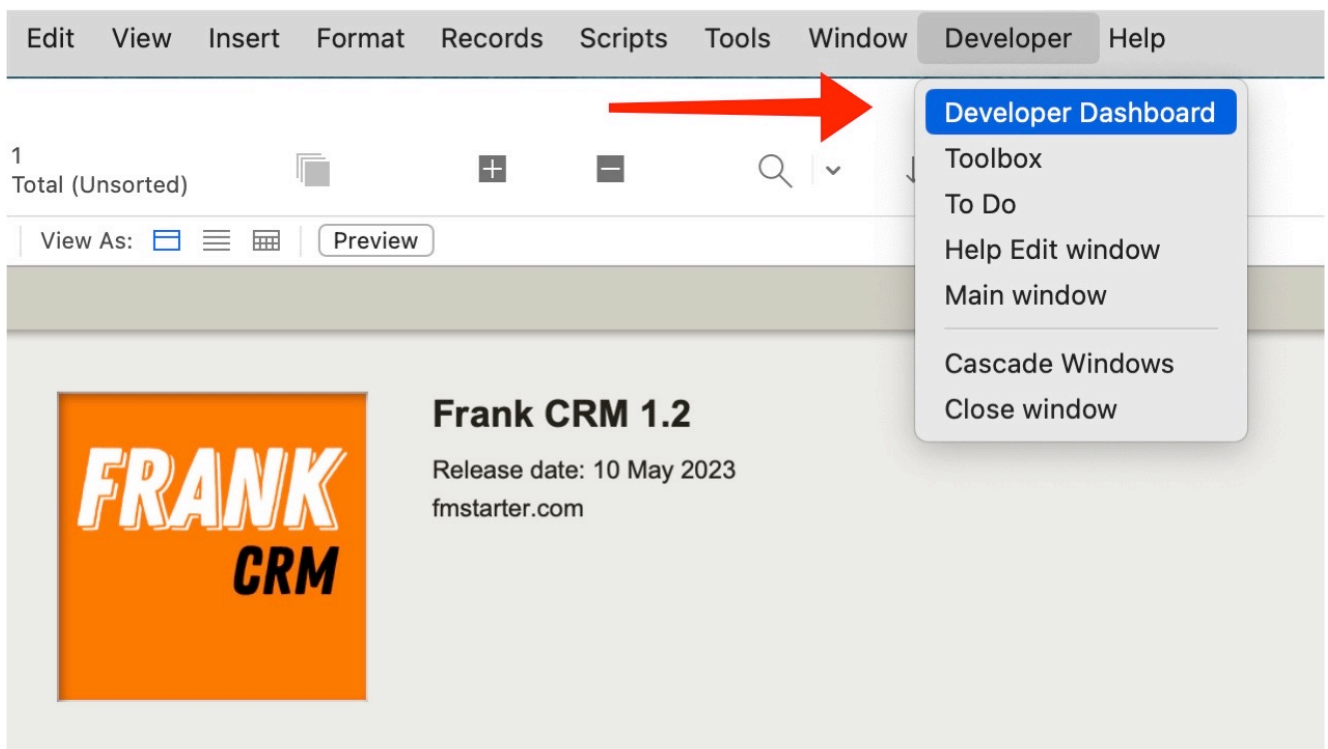 Edit View Insert Format Records Scripts Tools Window Developer Help
Developer Dashboard
Toolbox
To Do
Help Edit window
Main window
Cascade Windows
Close window
1
Total (Unsorted)
View As: Preview
FRANK
CRM
Frank CRM 1.2
Release date: 10 May 2023
fmstarter.com